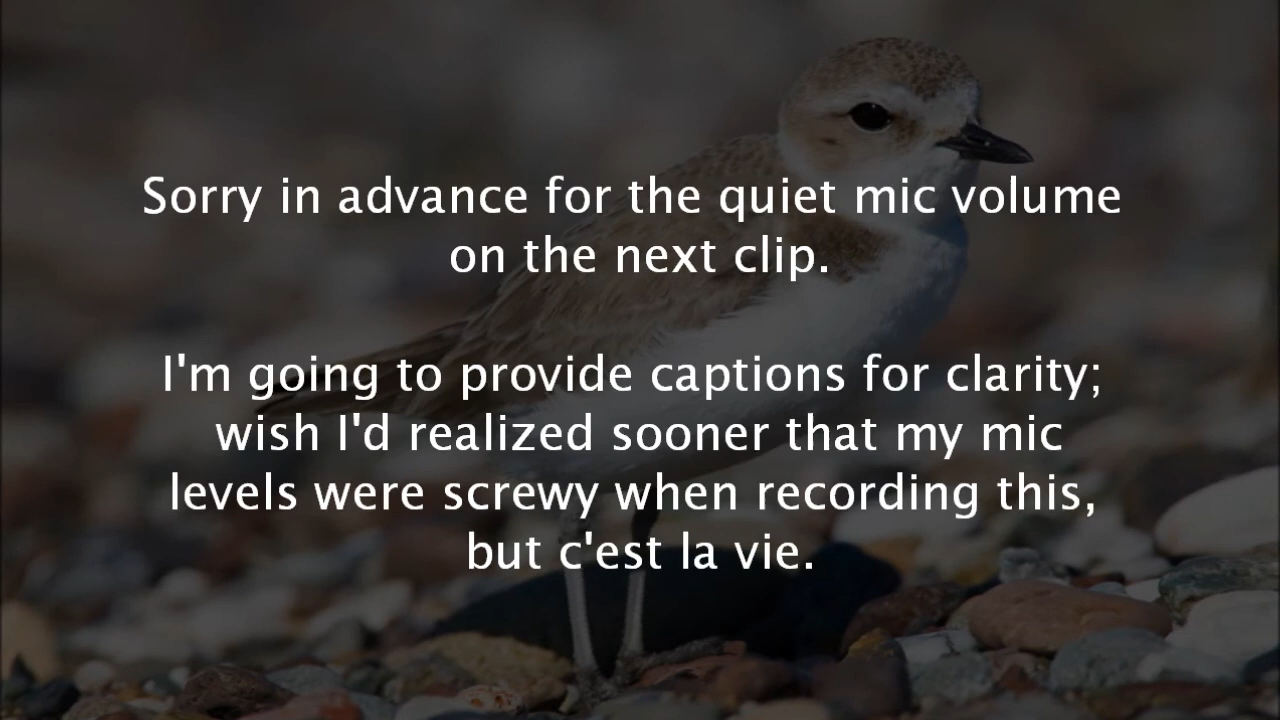 Sorry in advance for the quiet mic volume
on the next clip.
I'm going to provide captions for clarity;
wish I'd realized sooner that my mic
levels were screwy when recording this,
but c'est la vie.